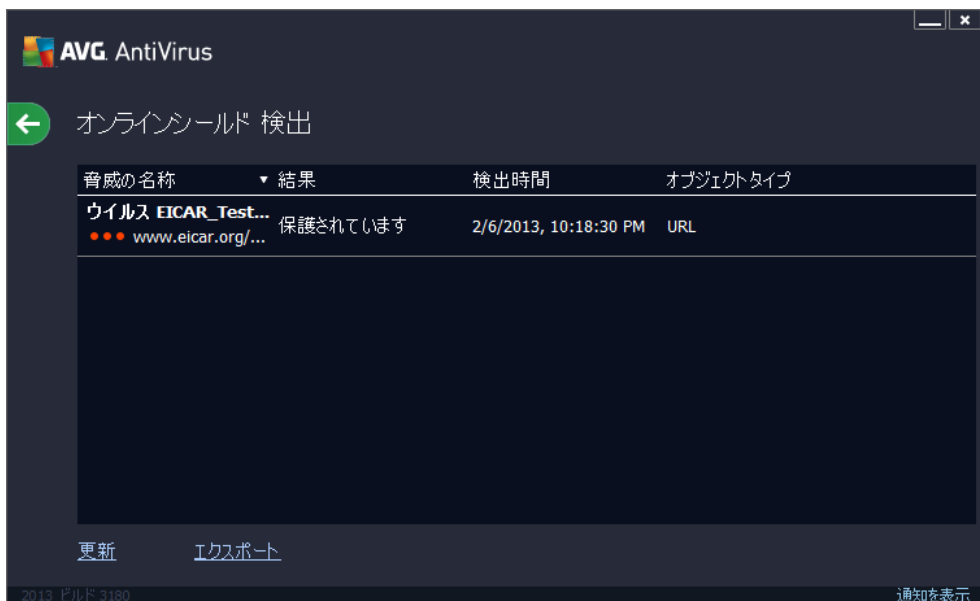 AVG AntiVirus
オンラインシールド 検出
脅威の名称 ▼ 結果 検出時間 オブジェクトタイプ
ウイルス EICAR_Test... 保護されています 2/6/2013, 10:18:30 PM URL
●●● www.eicar.org/...
更新 エクスポート
2013 ビルド 3180 通知を表示